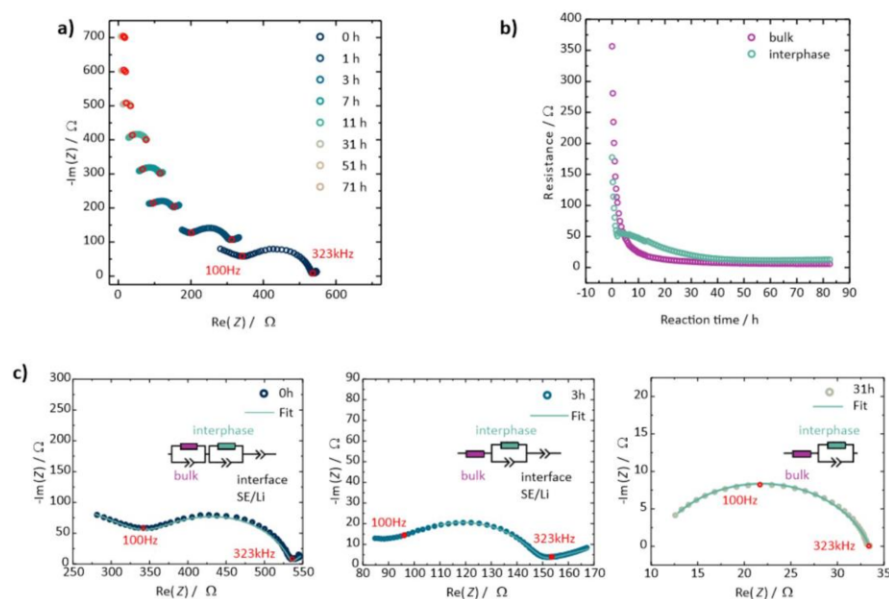 a)
700
600
500
400
300
200
100
0
-Im(Z) / Ω
0 200 400 600
Re(Z) / Ω
0 h
1 h
3 h
7 h
11 h
31 h
51 h
71 h
100Hz
323kHz
b)
400
350
300
250
200
150
100
50
0
Resistance / Ω
-10 0 10 20 30 40 50 60 70 80 90
Reaction time / h
bulk
interphase
c)
300
250
200
150
100
50
0
-Im(Z) / Ω
250 300 350 400 450 500 550
Re(Z) / Ω
0h
Fit
interphase
bulk
interface
SE/Li
100Hz
323kHz
90
80
70
60
50
40
30
20
10
0
-Im(Z) / Ω
80 90 100 110 120 130 140 150 160 170
Re(Z) / Ω
3h
Fit
interphase
bulk
interface
SE/Li
100Hz
323kHz
25
20
15
10
5
0
-Im(Z) / Ω
10 15 20 25 30 35
Re(Z) / Ω
31h
Fit
interphase
bulk
100Hz
323kHz